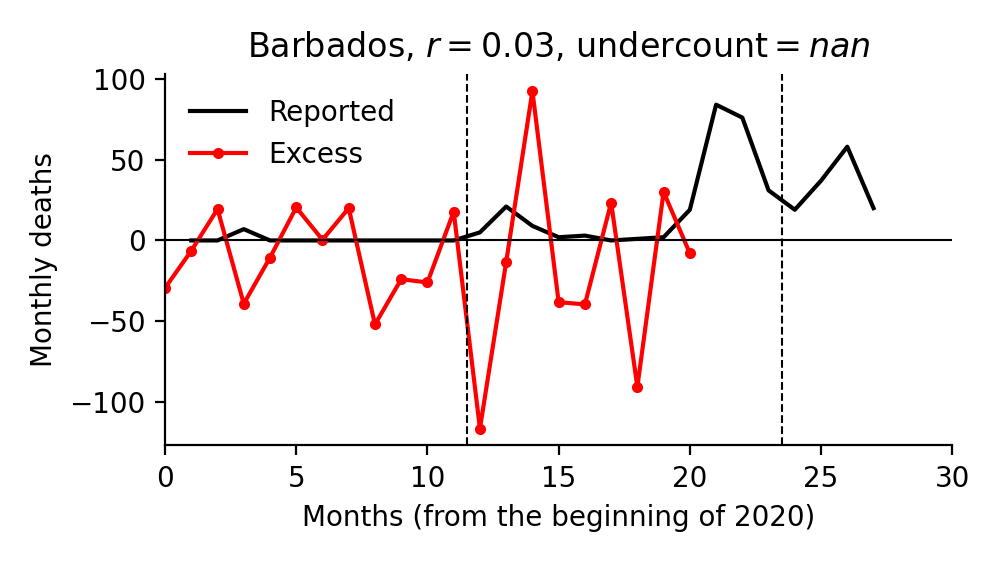 Barbados, r = 0.03, undercount = nan
Reported
Excess
Monthly deaths
100
50
0
−50
−100
0 5 10 15 20 25 30
Months (from the beginning of 2020)